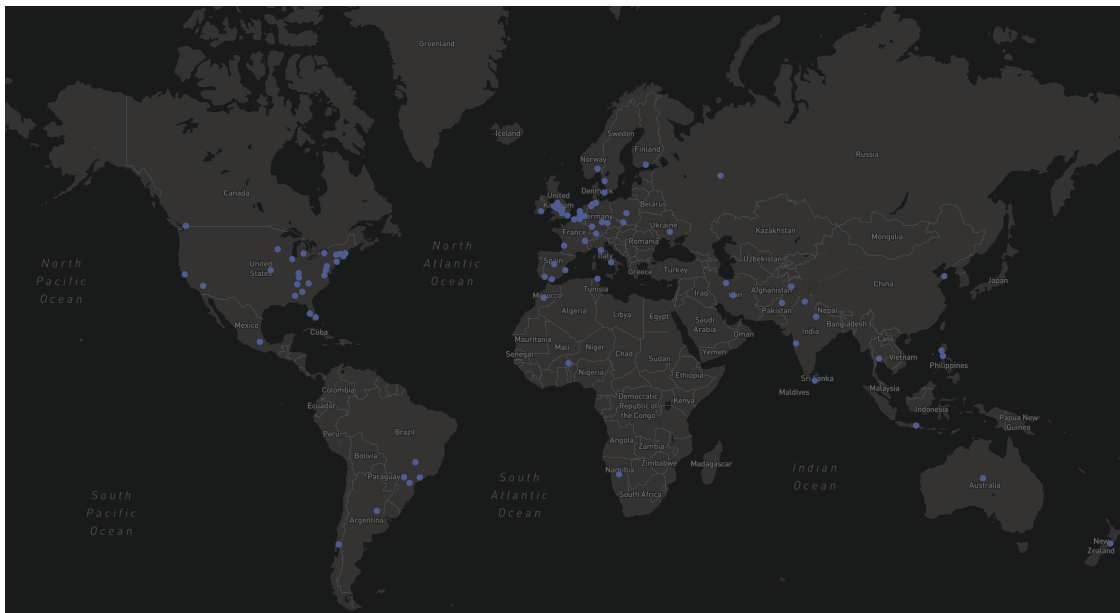 Greenland
Iceland
Sweden
Finland
Norway
Russia
Canada
United
Kingdom
Denmark
Belarus
Germany
Ukraine
France
Kazakhstan
Mongolia
Romania
North
Pacific
Ocean
North
Atlantic
Ocean
United
States
Spain
Italy
Greece
Turkey
Uzbekistan
China
Japan
Tunisia
Morocco
Iraq
Iran
Afghanistan
Algeria
Libya
Egypt
Pakistan
Nepal
Mexico
Cuba
Saudi
Arabia
Oman
India
Bangladesh
Laos
Mauritania
Mali
Niger
Chad
Sudan
Yemen
Vietnam
Senegal
Nigeria
Ethiopia
Philippines
Sri Lanka
Maldives
Malaysia
Colombia
Ecuador
Democratic
Republic of
the Congo
Kenya
Indonesia
Papua New
Guinea
Peru
Brazil
Angola
Zambia
Bolivia
Zimbabwe
Madagascar
Namibia
Paraguay
South
Atlantic
Ocean
Indian
Ocean
Australia
South Africa
South
Pacific
Ocean
Argentina
New
Zealand